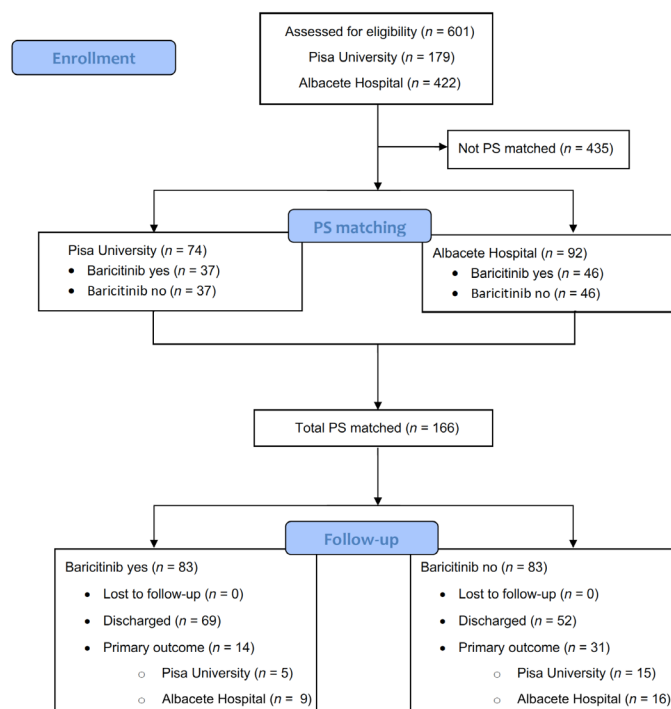 Enrollment
Assessed for eligibility (n = 601)
Pisa University (n = 179)
Albacete Hospital (n = 422)
Not PS matched (n = 435)
PS matching
Pisa University (n = 74)
• Baricitinib yes (n = 37)
• Baricitinib no (n = 37)
Albacete Hospital (n = 92)
• Baricitinib yes (n = 46)
• Baricitinib no (n = 46)
Total PS matched (n = 166)
Follow-up
Baricitinib yes (n = 83)
• Lost to follow-up (n = 0)
• Discharged (n = 69)
• Primary outcome (n = 14)
○ Pisa University (n = 5)
○ Albacete Hospital (n = 9)
Baricitinib no (n = 83)
• Lost to follow-up (n = 0)
• Discharged (n = 52)
• Primary outcome (n = 31)
○ Pisa University (n = 15)
○ Albacete Hospital (n = 16)